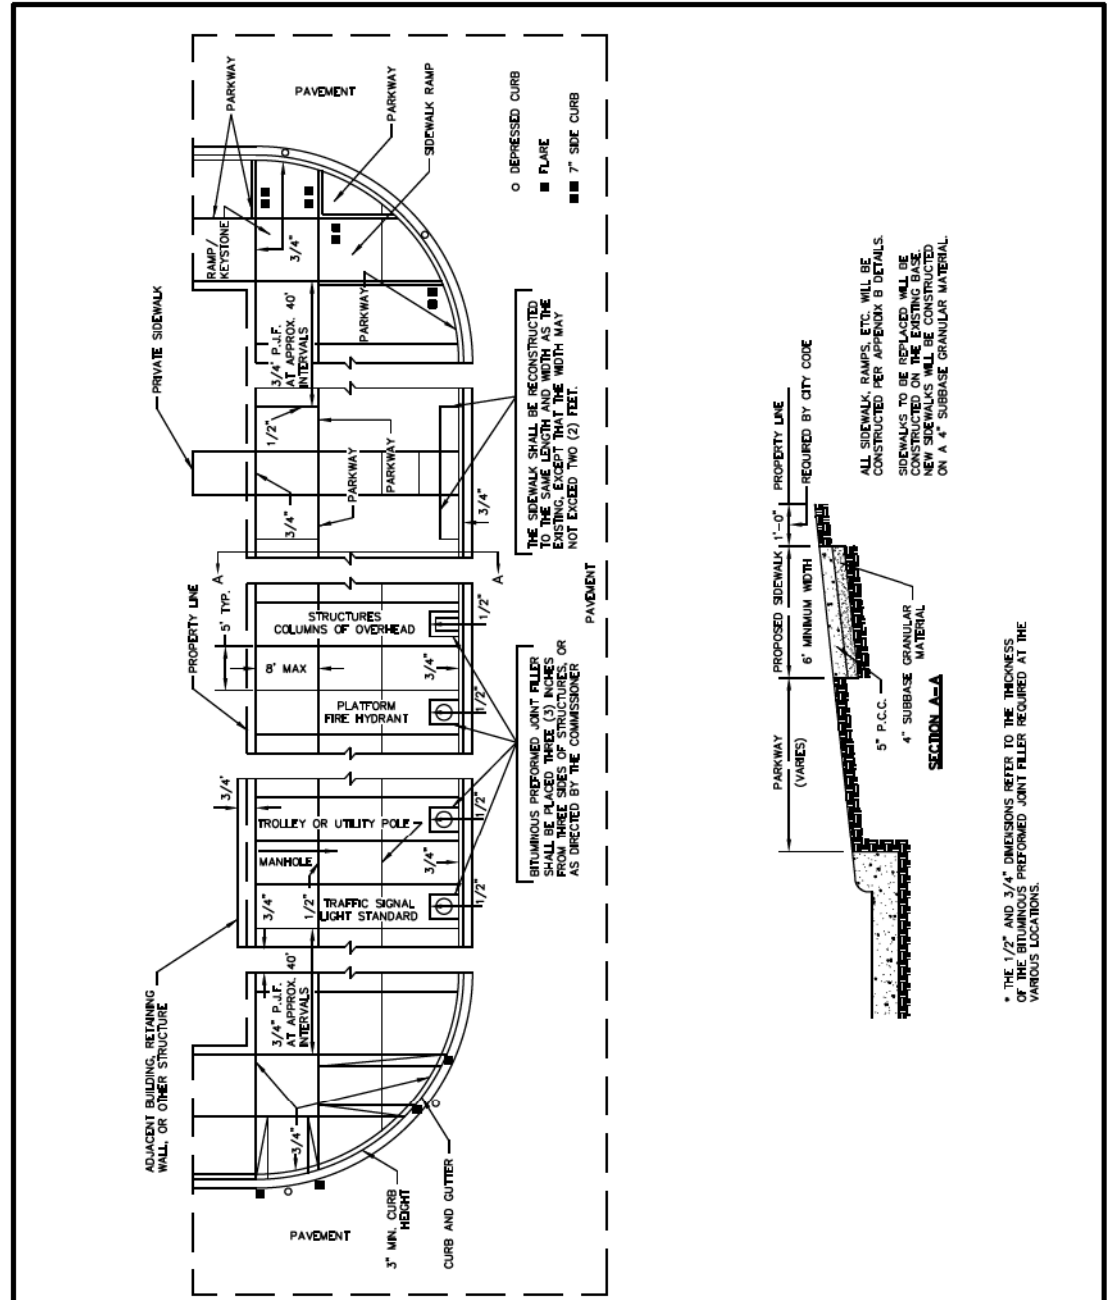 PAVEMENT
PARKWAY
PARKWAY
SIDEWALK RAMP
○ DEPRESSED CURB
■ FLARE
■■ 7" SIDE CURB
RAMP/
KEYSTONE
3/4"
PRIVATE SIDEWALK
3/4' P.J.F.
AT APPROX. 40'
INTERVALS
PARKWAY
1/2"
3/4"
PARKWAY
PARKWAY
3/4"
THE SIDEWALK SHALL BE RECONSTRUCTED
TO THE SAME LENGTH AND WIDTH AS THE
EXISTING, EXCEPT THAT THE WIDTH MAY
NOT EXCEED TWO (2) FEET.
A
A
PAVEMENT
PROPERTY LINE
5' TYP.
STRUCTURES
COLUMNS OF OVERHEAD
1/2"
8' MAX
3/4"
PLATFORM
FIRE HYDRANT
1/2"
BITUMINOUS PREFORMED JOINT FILLER
SHALL BE PLACED THREE (3) INCHES
FROM THREE SIDES OF STRUCTURES, OR
AS DIRECTED BY THE COMMISSIONER
3/4'
TROLLEY OR UTILITY POLE
1/2"
MANHOLE
3/4"
3/4"
1/2"
TRAFFIC SIGNAL
LIGHT STANDARD
1/2"
ADJACENT BUILDING, RETAINING
WALL, OR OTHER STRUCTURE
3/4" P.J.F.
AT APPROX. 40'
INTERVALS
3/4"
3" MIN. CURB
HEIGHT
CURB AND GUTTER
PAVEMENT
ALL SIDEWALK, RAMPS, ETC. WILL BE
CONSTRUCTED PER APPENDIX B DETAILS.
SIDEWALKS TO BE REPLACED WILL BE
CONSTRUCTED ON THE EXISTING BASE.
NEW SIDEWALKS WILL BE CONSTRUCTED
ON A 4" SUBBASE GRANULAR MATERIAL.
PROPERTY LINE
REQUIRED BY CITY CODE
1'-0"
PROPOSED SIDEWALK
6' MINIMUM WIDTH
PARKWAY
(VARIES)
5" P.C.C.
4" SUBBASE GRANULAR
MATERIAL
SECTION A-A
* THE 1/2" AND 3/4" DIMENSIONS REFER TO THE THICKNESS
OF THE BITUMINOUS PREFORMED JOINT FILLER REQUIRED AT THE
VARIOUS LOCATIONS.